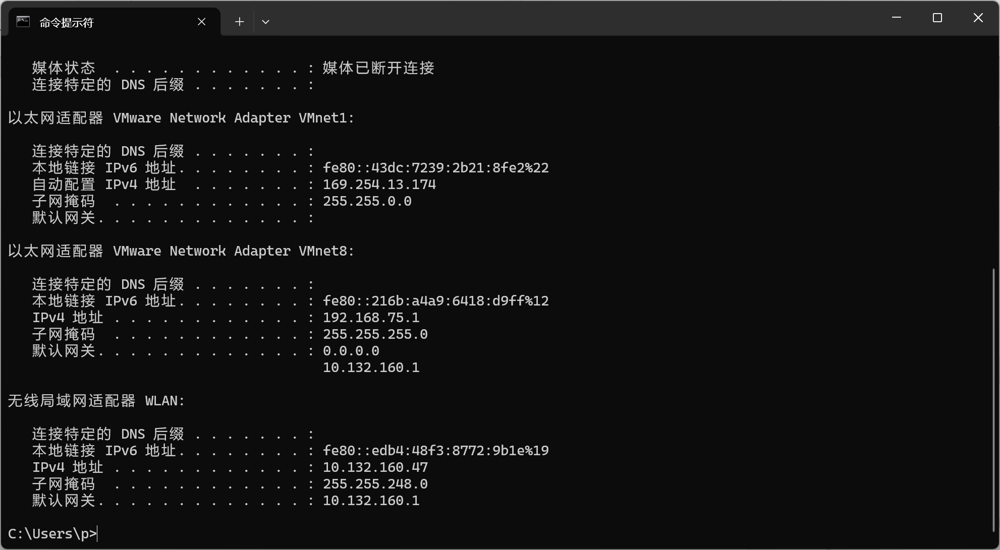 命令提示符
媒体状态  . . . . . . . . . . . . : 媒体已断开连接
连接特定的 DNS 后缀 . . . . . . . :
以太网适配器 VMware Network Adapter VMnet1:
连接特定的 DNS 后缀 . . . . . . . :
本地链接 IPv6 地址. . . . . . . . : fe80::43dc:7239:2b21:8fe2%22
自动配置 IPv4 地址  . . . . . . . : 169.254.13.174
子网掩码  . . . . . . . . . . . . : 255.255.0.0
默认网关. . . . . . . . . . . . . :
以太网适配器 VMware Network Adapter VMnet8:
连接特定的 DNS 后缀 . . . . . . . :
本地链接 IPv6 地址. . . . . . . . : fe80::216b:a4a9:6418:d9ff%12
IPv4 地址 . . . . . . . . . . . . : 192.168.75.1
子网掩码  . . . . . . . . . . . . : 255.255.255.0
默认网关. . . . . . . . . . . . . : 0.0.0.0
10.132.160.1
无线局域网适配器 WLAN:
连接特定的 DNS 后缀 . . . . . . . :
本地链接 IPv6 地址. . . . . . . . : fe80::edb4:48f3:8772:9b1e%19
IPv4 地址 . . . . . . . . . . . . : 10.132.160.47
子网掩码  . . . . . . . . . . . . : 255.255.248.0
默认网关. . . . . . . . . . . . . : 10.132.160.1
C:\Users\p>